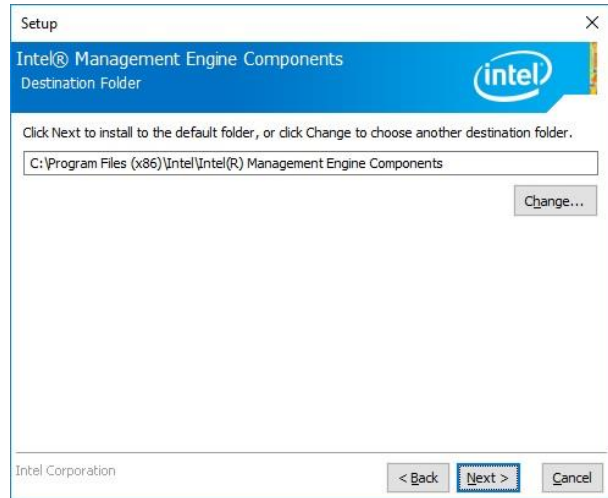 Setup
Intel® Management Engine Components
Destination Folder
intel
Click Next to install to the default folder, or click Change to choose another destination folder.
C:\Program Files (x86)\Intel\Intel(R) Management Engine Components
Change...
Intel Corporation
< Back Next > Cancel